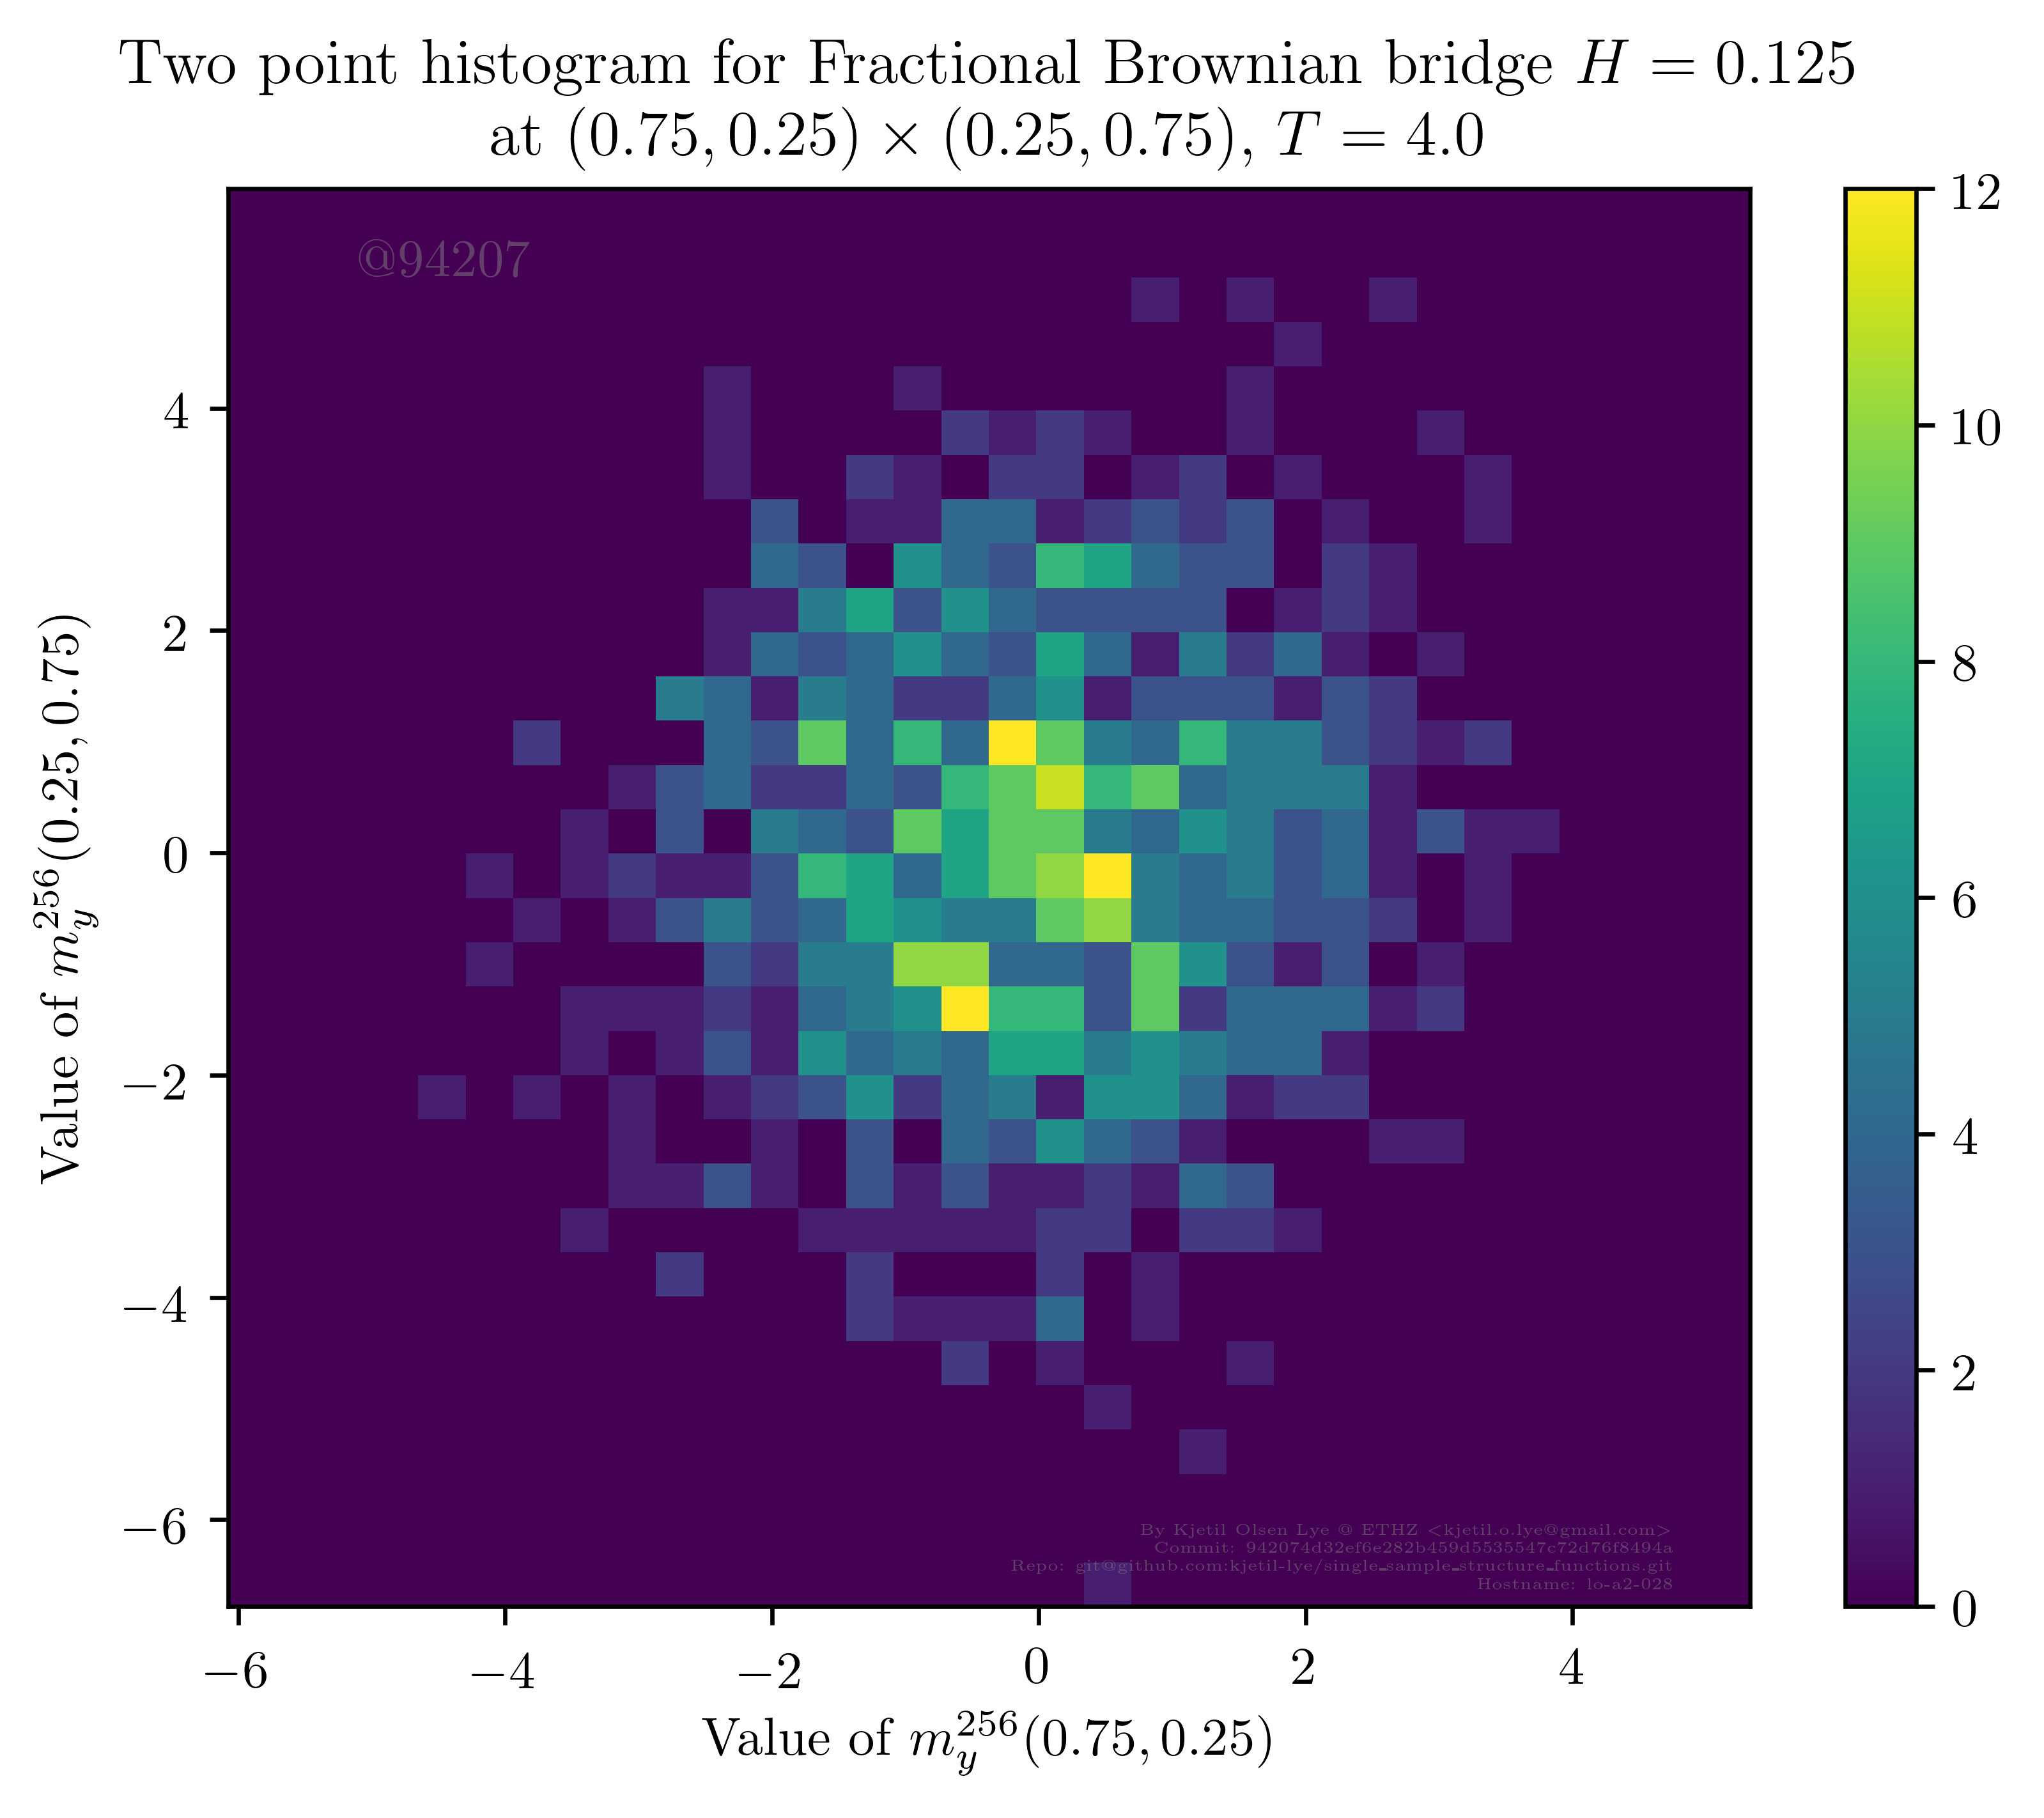 Two point histogram for Fractional Brownian bridge H = 0.125
at (0.75, 0.25) × (0.25, 0.75), T = 4.0
@94207
12
10
8
6
4
2
0
Value of m_y^{256}(0.25, 0.75)
4
2
0
−2
−4
−6
By Kjetil Olsen Lye @ ETHZ <kjetil.o.lye@gmail.com>
Commit: 942074d32ef6e282b459d5535547c72d76f8494a
Repo: git@github.com:kjetil-lye/single_sample_structure_functions.git
Hostname: lo-a2-028
−6 −4 −2 0 2 4
Value of m_y^{256}(0.75, 0.25)